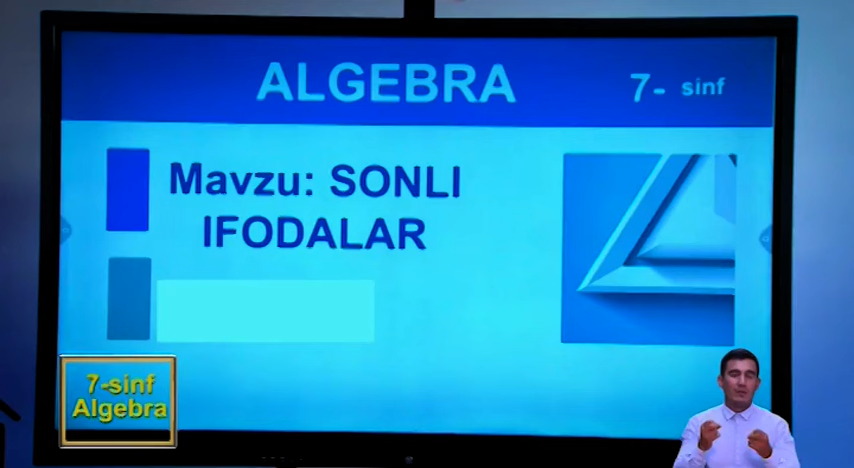 ALGEBRA
7- sinf
Mavzu: SONLI
IFODALAR
7-sinf
Algebra